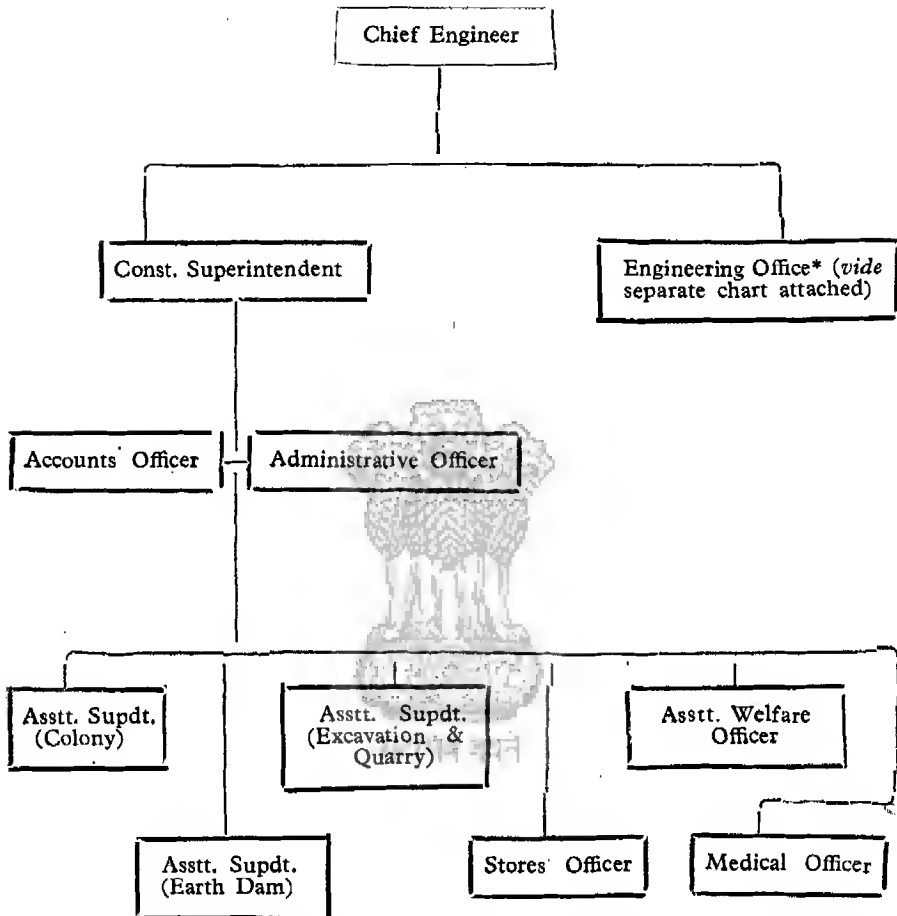 Chief Engineer
Const. Superintendent
Engineering Office* (vide
separate chart attached)
Accounts Officer
Administrative Officer
Asstt. Supdt.
(Colony)
Asstt. Supdt.
(Excavation &
Quarry)
Asstt. Welfare
Officer
Asstt. Supdt.
(Earth Dam)
Stores Officer
Medical Officer